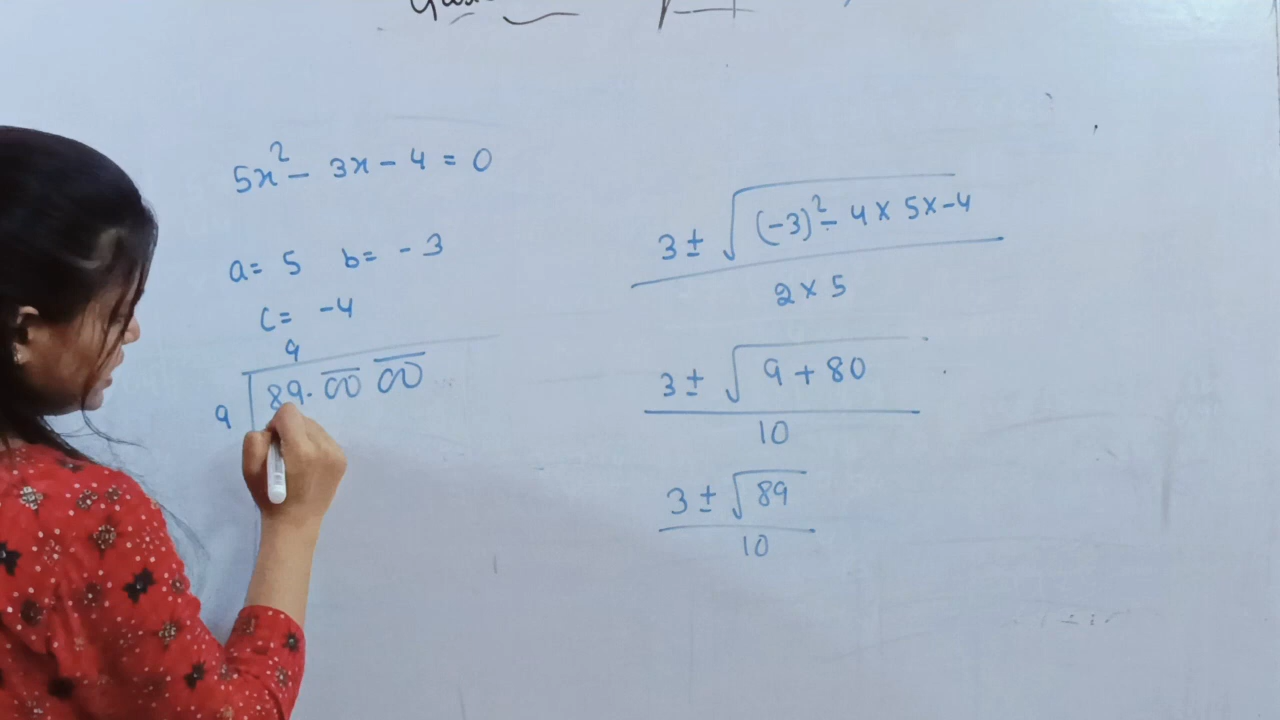 5x² - 3x - 4 = 0
a = 5 b = - 3
c = -4
9
9 89. 00 00
3 ± √(-3)² - 4 × 5 × -4
2 × 5
3 ± √9 + 80
10
3 ± √89
10